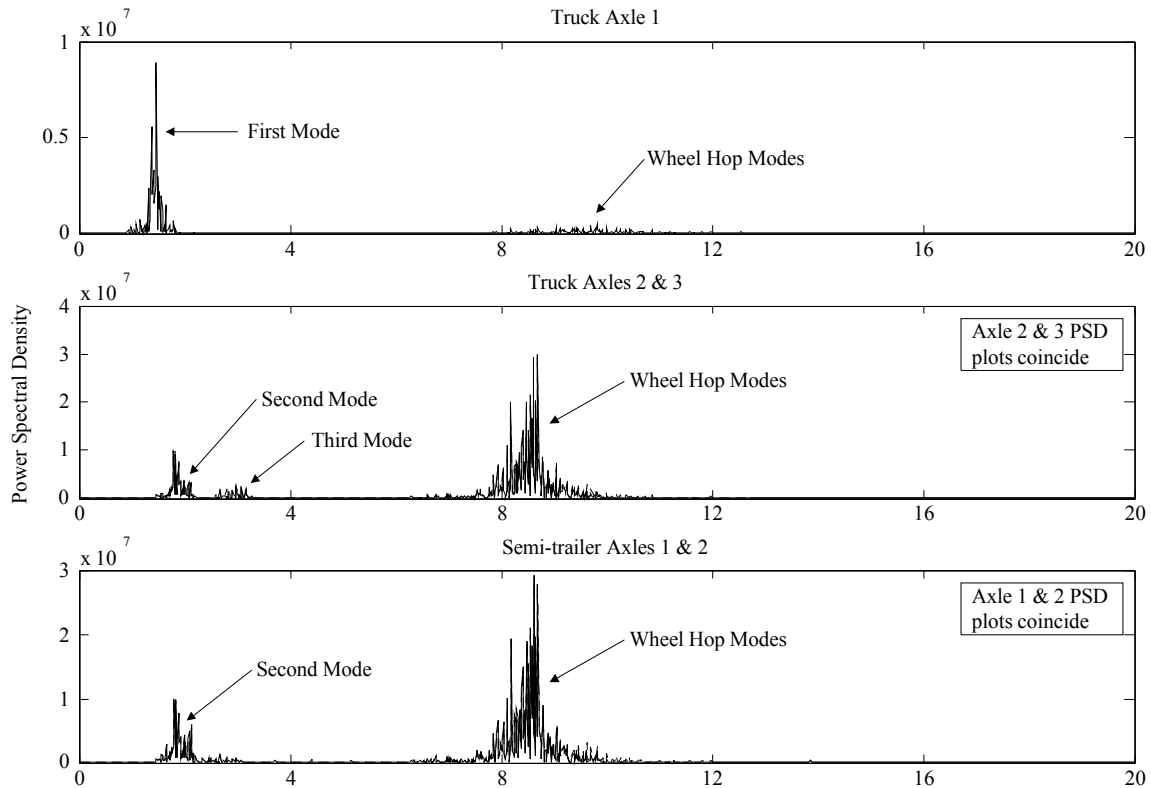 x 10 7
Truck Axle 1
1
0.5
0
First Mode
Wheel Hop Modes
0 4 8 12 16 20
x 10 7
Truck Axles 2 & 3
4
3
2
1
0
Axle 2 & 3 PSD
plots coincide
Wheel Hop Modes
Second Mode
Third Mode
0 4 8 12 16 20
Power Spectral Density
x 10 7
Semi-trailer Axles 1 & 2
3
2
1
0
Axle 1 & 2 PSD
plots coincide
Wheel Hop Modes
Second Mode
0 4 8 12 16 20